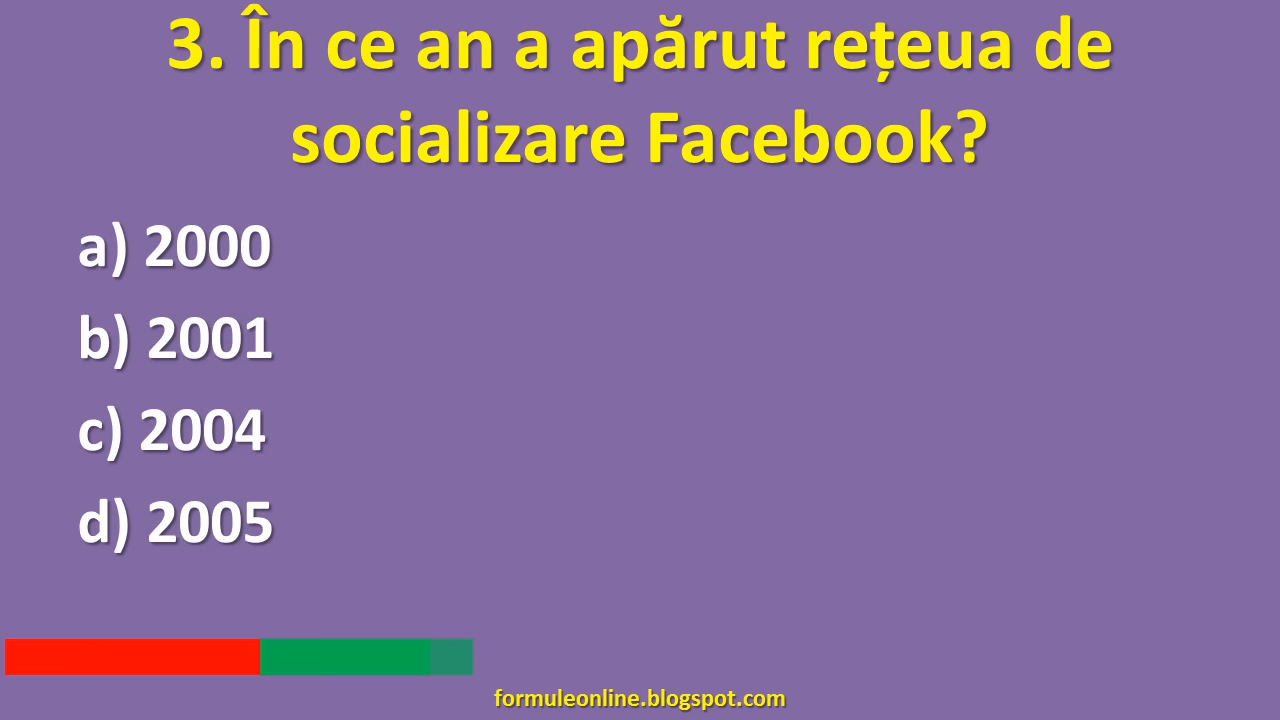 3. În ce an a apărut rețeua de
socializare Facebook?
a) 2000
b) 2001
c) 2004
d) 2005
formuleonline.blogspot.com